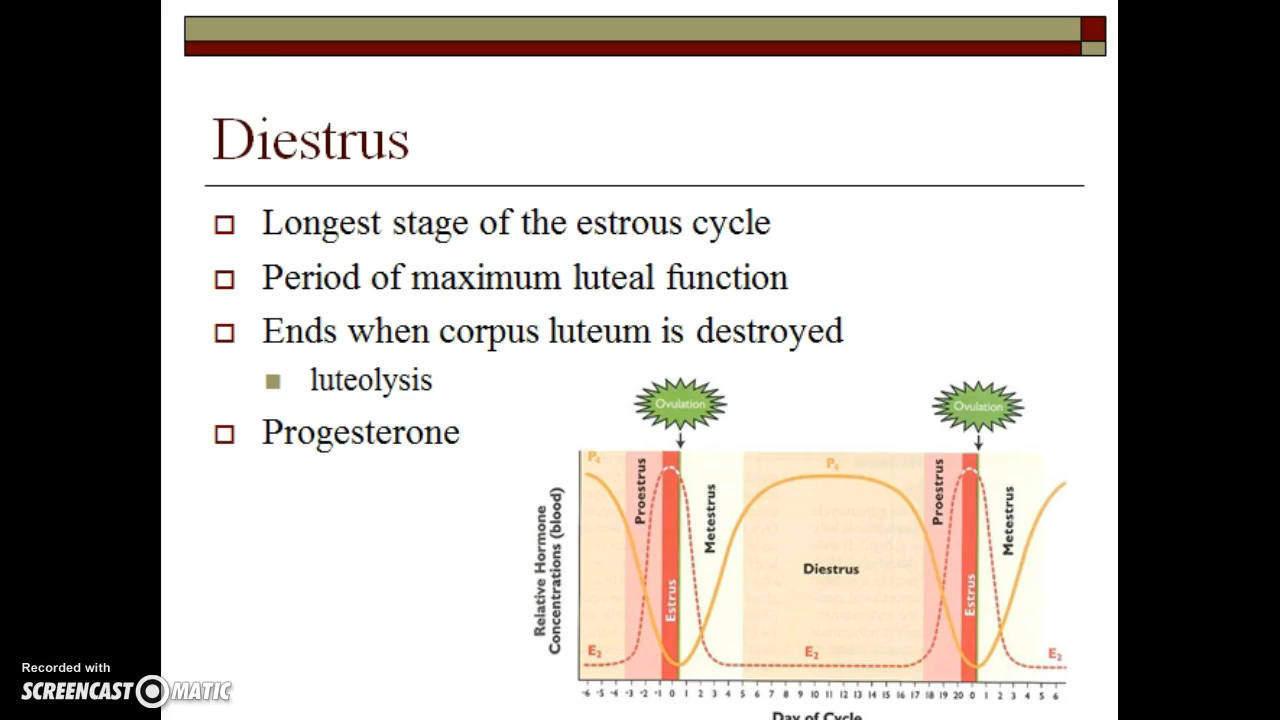 Diestrus
Longest stage of the estrous cycle
Period of maximum luteal function
Ends when corpus luteum is destroyed
luteolysis
Progesterone
Ovulation
Ovulation
P4
Proestrus
Estrus
Metestrus
P4
Diestrus
Proestrus
Estrus
Metestrus
E2
E2
E2
Relative Hormone
Concentrations (blood)
-6 -5 -4 -3 -2 -1 0 1 2 3 4 5 6 7 8 9 10 11 12 13 14 15 16 17 18 19 20 0 1 2 3 4 5 6
Day of Cycle
Recorded with
SCREENCAST MATIC